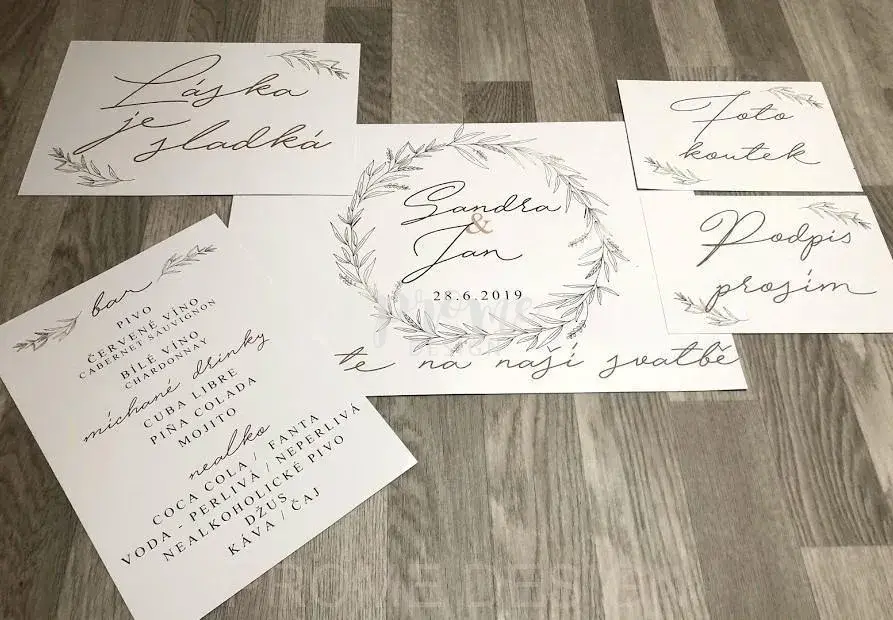 Láska
je
sladká
Sandra
&
Jan
28.6.2019
te na naší svatbě
Foto
koutek
Podpis
prosím
bar
PIVO
ČERVENÉ VÍNO
CABERNET SAUVIGNON
BÍLÉ VÍNO
CHARDONNAY
míchané drinky
CUBA LIBRE
PIÑA COLADA
MOJITO
nealko
COCA COLA / FANTA
VODA - PERLIVÁ / NEPERLIVÁ
NEALKOHOLICKÉ PIVO
DŽUS
KÁVA / ČAJ